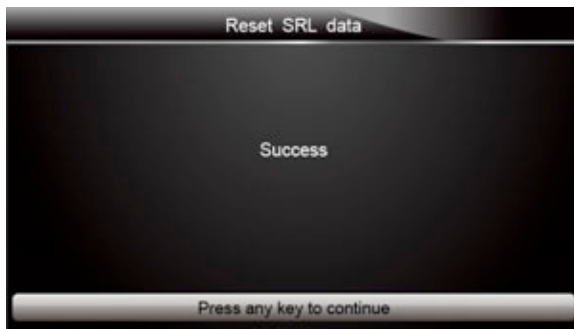 Reset SRL data
Success
Press any key to continue